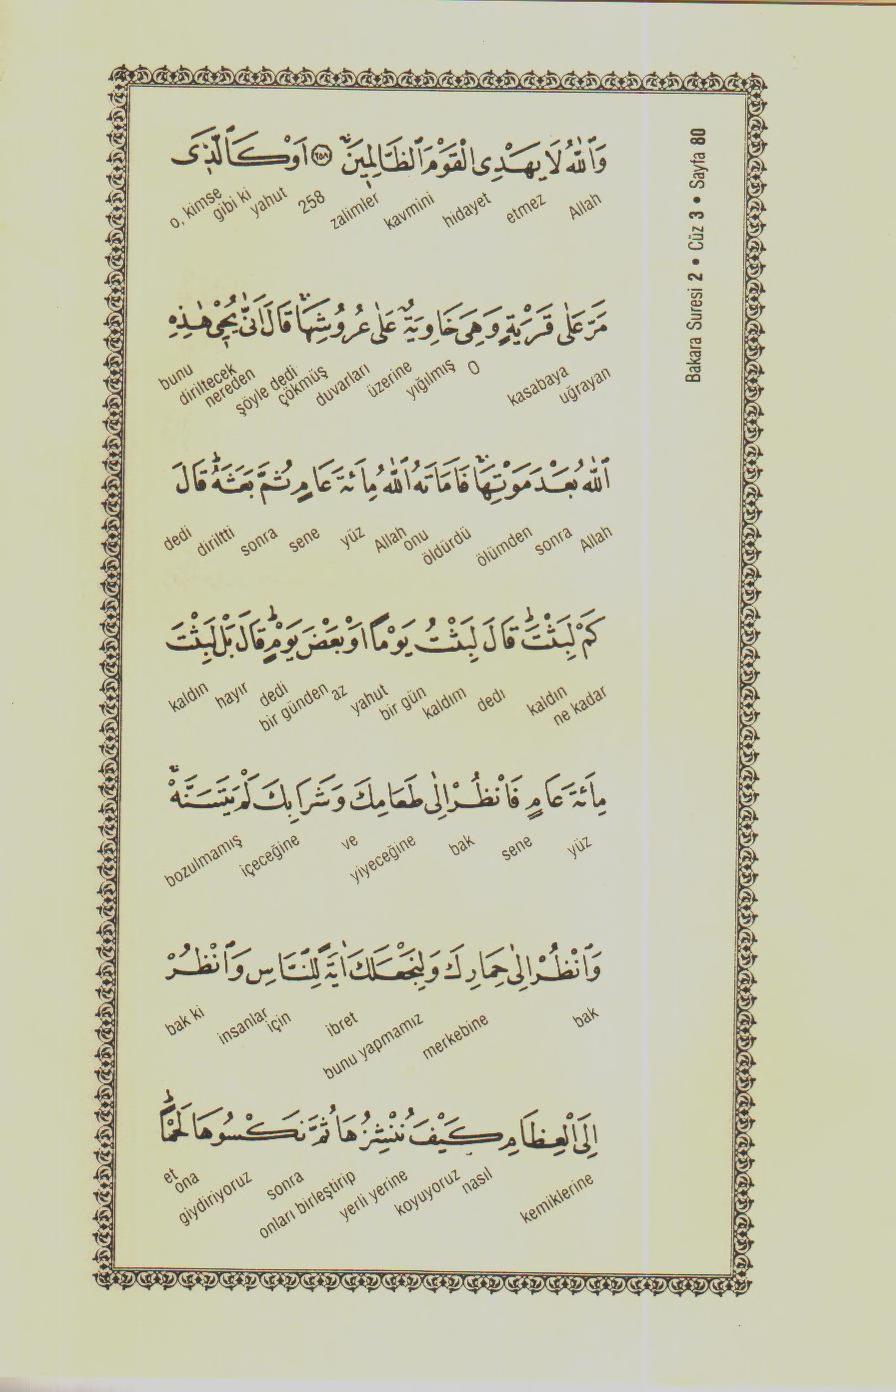 Bakara Suresi 2 • Cüz 3 • Sayfa 80
وَٱللّٰهُ لَا يَهْدِى الْقَوْمَ ٱلظَّالِم۪ينَۙ ﴿٢٥٨﴾ اَوْ كَٱلَّذ۪ى
Allah etmez hidayet kavmini zalimler 258 yahut gibi ki o, kimse
مَرَّ عَلٰى قَرْيَةٍ وَهِىَ خَاوِيَةٌ عَلٰى عُرُوشِهَاۚ قَالَ اَنّٰى يُحْي۪ هٰذِهِ
uğrayan kasabaya O yığılmış üzerine duvarları çökmüş şöyle dedi nereden diriltecek bunu
اللّٰهُ بَعْدَ مَوْتِهَاۚ فَاَمَاتَهُ اللّٰهُ مِائَةَ عَامٍ ثُمَّ بَعَثَهُۜ قَالَ
Allah sonra ölümden öldürdü onu Allah yüz sene sonra diriltti dedi
كَمْ لَبِثْتَۜ قَالَ لَبِثْتُ يَوْمًا اَوْ بَعْضَ يَوْمٍۜ قَالَ بَلْ لَبِثْتَ
ne kadar kaldın dedi kaldım bir gün yahut az bir günden dedi hayır kaldın
مِائَةَ عَامٍ فَانْظُرْ اِلٰى طَعَامِكَ وَشَرَابِكَ لَمْ يَتَسَنَّهْۚ
yüz sene bak yiyeceğine ve içeceğine bozulmamış
وَٱنْظُرْ اِلٰى حِمَارِكَ وَلِنَجْعَلَكَ اٰيَةً لِلنَّاسِ وَٱنْظُرْ
bak merkebine bunu yapmamız ibret için insanlar bak ki
اِلَى الْعِظَامِ كَيْفَ نُنْشِزُهَا ثُمَّ نَكْسُوهَا لَحْمًاۜ
kemiklerine nasıl koyuyoruz yerli yerine onları birleştirip sonra giydiriyoruz ona et